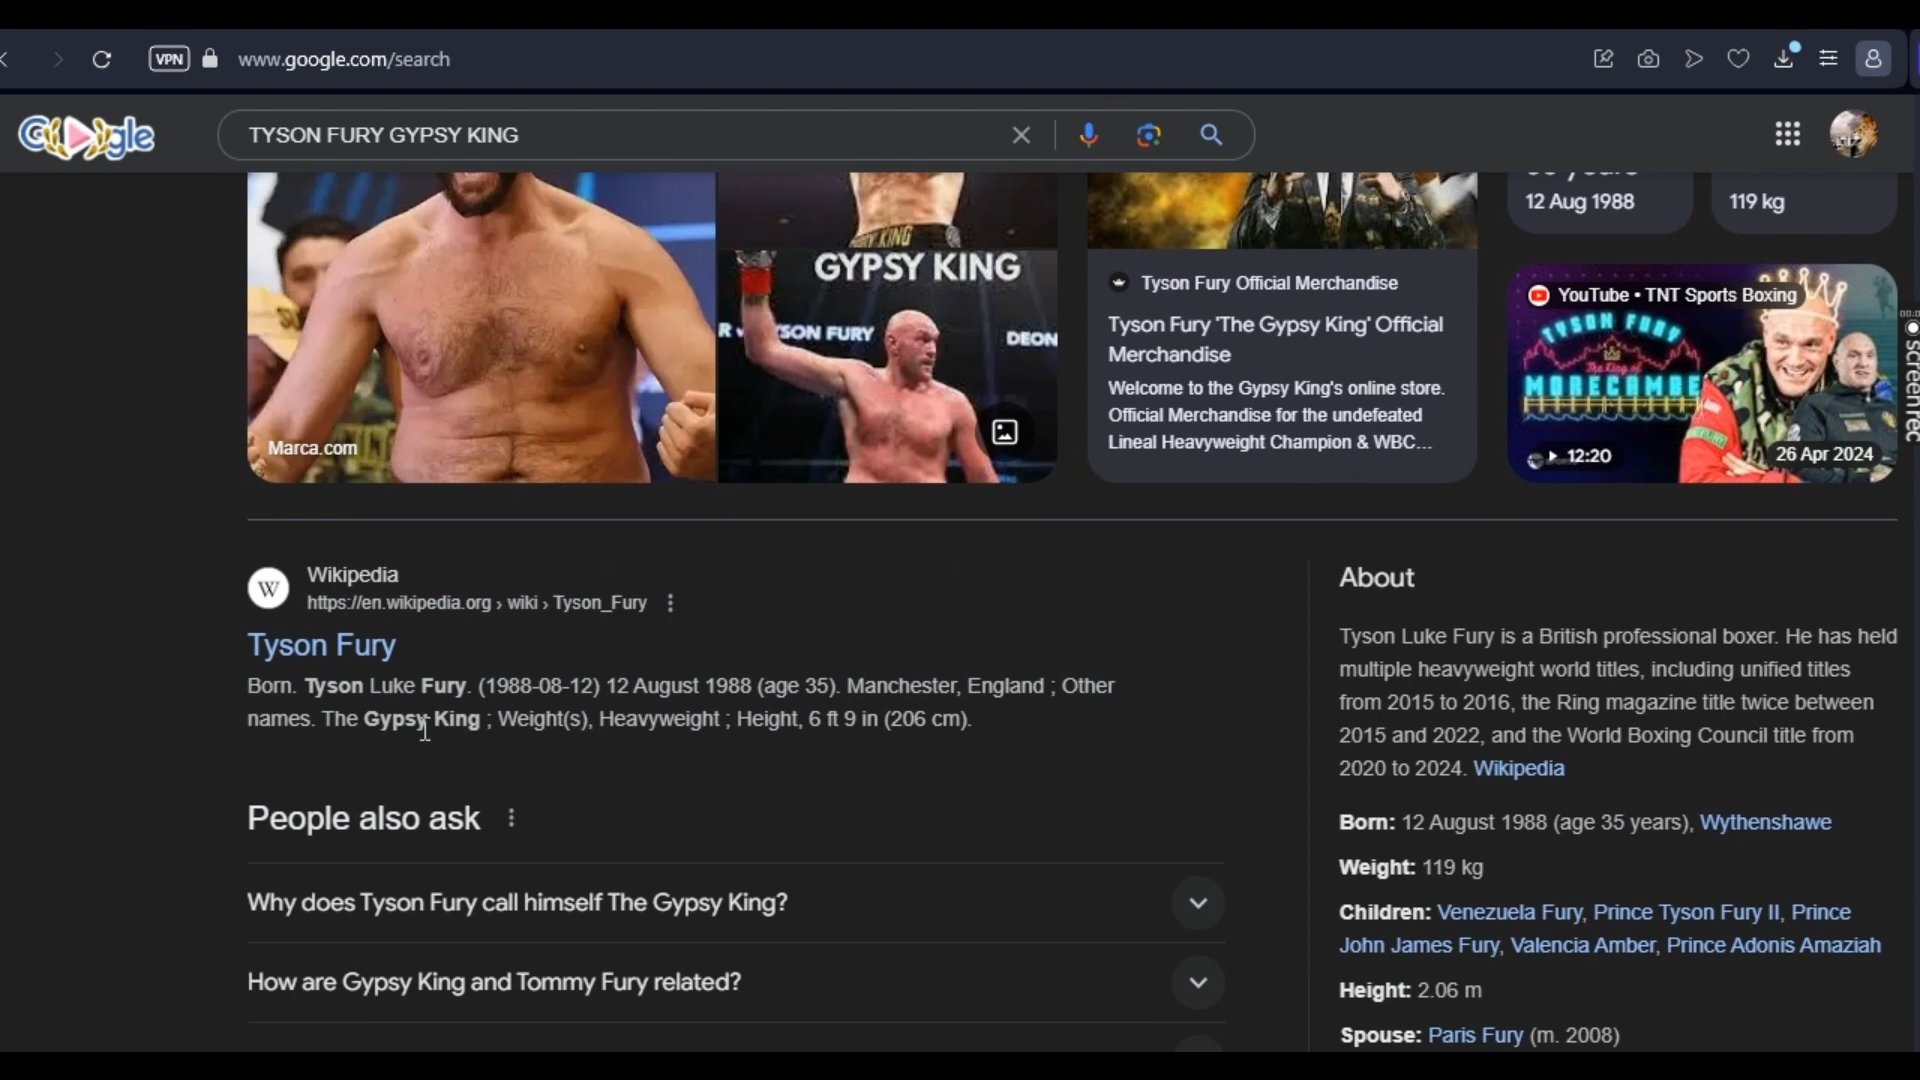 VPN
www.google.com/search
Google
TYSON FURY GYPSY KING
12 Aug 1988
119 kg
Marca.com
GYPSY KING
TYSON FURY
DEON
Tyson Fury Official Merchandise
Tyson Fury 'The Gypsy King' Official
Merchandise
Welcome to the Gypsy King's online store.
Official Merchandise for the undefeated
Lineal Heavyweight Champion & WBC...
YouTube • TNT Sports Boxing
TYSON FURY
The King of
MORECAMBE
12:20
26 Apr 2024
screenrec
Wikipedia
https://en.wikipedia.org › wiki › Tyson_Fury
Tyson Fury
Born. Tyson Luke Fury. (1988-08-12) 12 August 1988 (age 35). Manchester, England ; Other
names. The Gypsy King ; Weight(s), Heavyweight ; Height, 6 ft 9 in (206 cm).
People also ask
Why does Tyson Fury call himself The Gypsy King?
How are Gypsy King and Tommy Fury related?
About
Tyson Luke Fury is a British professional boxer. He has held
multiple heavyweight world titles, including unified titles
from 2015 to 2016, the Ring magazine title twice between
2015 and 2022, and the World Boxing Council title from
2020 to 2024. Wikipedia
Born: 12 August 1988 (age 35 years), Wythenshawe
Weight: 119 kg
Children: Venezuela Fury, Prince Tyson Fury II, Prince
John James Fury, Valencia Amber, Prince Adonis Amaziah
Height: 2.06 m
Spouse: Paris Fury (m. 2008)